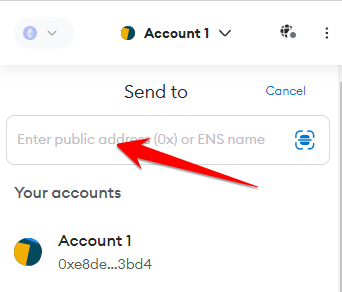 Account 1
Send to
Cancel
Enter public address (0x) or ENS name
Your accounts
Account 1
0xe8de...3bd4